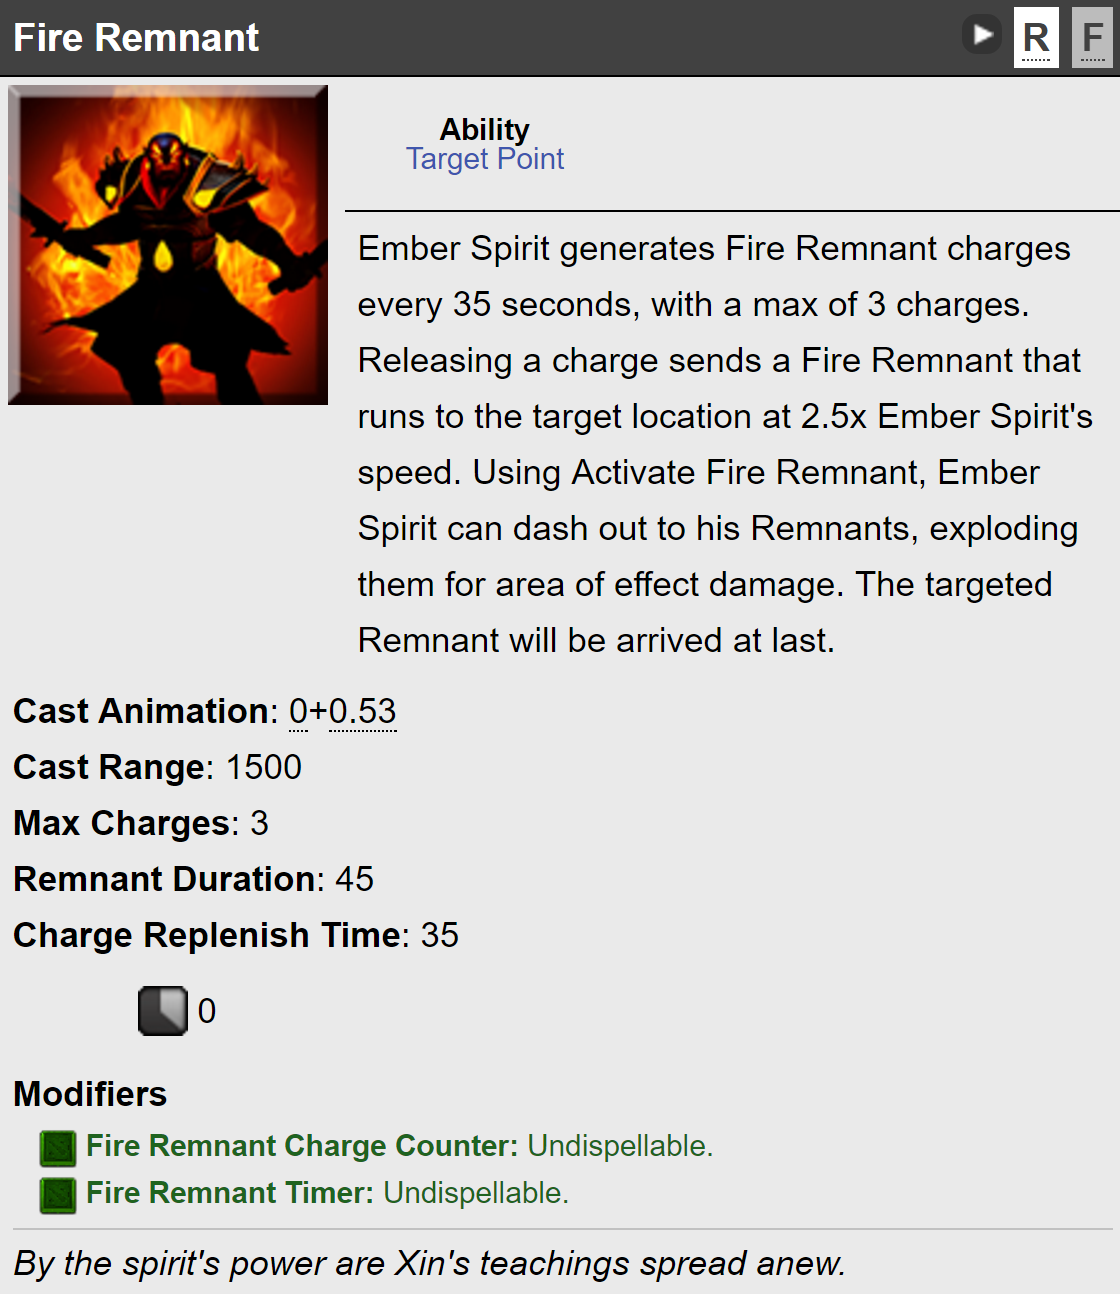 Fire Remnant
R F
Ability
Target Point
Ember Spirit generates Fire Remnant charges
every 35 seconds, with a max of 3 charges.
Releasing a charge sends a Fire Remnant that
runs to the target location at 2.5x Ember Spirit's
speed. Using Activate Fire Remnant, Ember
Spirit can dash out to his Remnants, exploding
them for area of effect damage. The targeted
Remnant will be arrived at last.
Cast Animation: 0+0.53
Cast Range: 1500
Max Charges: 3
Remnant Duration: 45
Charge Replenish Time: 35
0
Modifiers
Fire Remnant Charge Counter: Undispellable.
Fire Remnant Timer: Undispellable.
By the spirit's power are Xin's teachings spread anew.